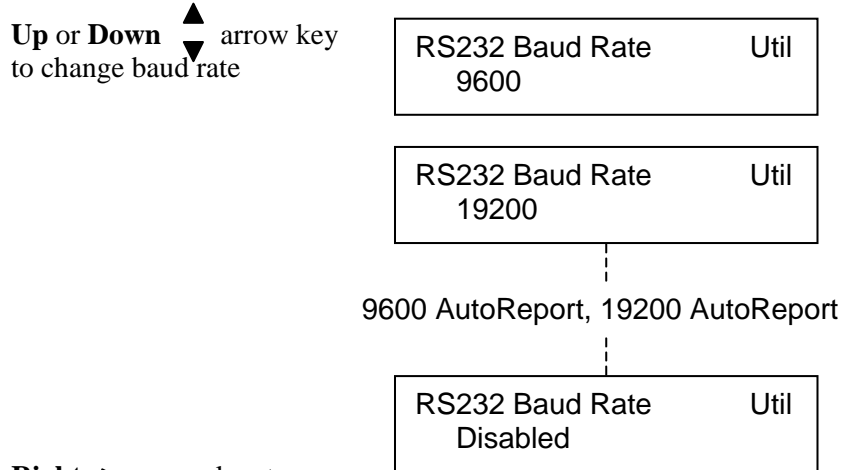 Up or Down ▲▼ arrow key
to change baud rate
RS232 Baud Rate Util
9600
RS232 Baud Rate Util
19200
9600 AutoReport, 19200 AutoReport
RS232 Baud Rate Util
Disabled